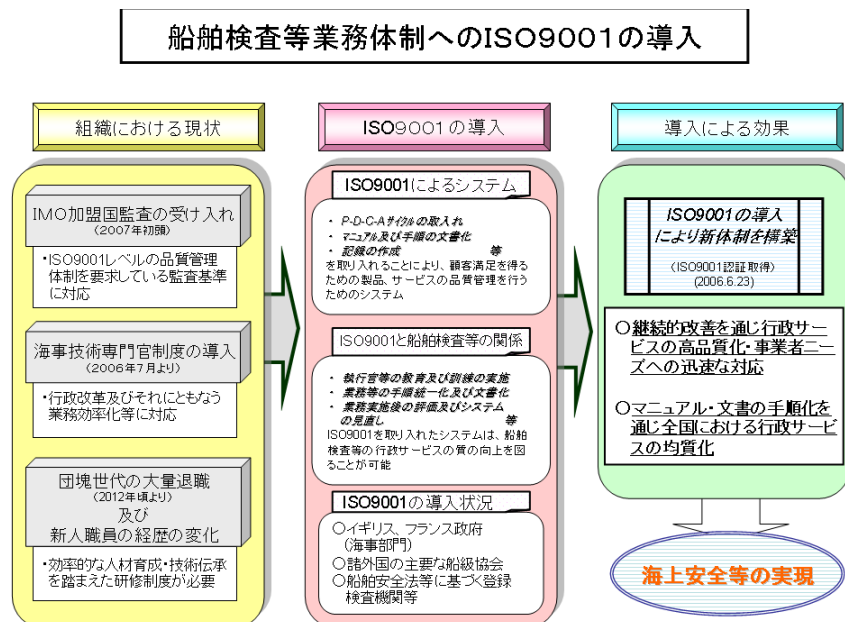 船舶検査等業務体制へのISO9001の導入
組織における現状
IMO加盟国監査の受け入れ
(2007年初頭)
・ISO9001レベルの品質管理
体制を要求している監査基準
に対応
海事技術専門官制度の導入
(2006年7月より)
・行政改革及びそれにともなう
業務効率化等に対応
団塊世代の大量退職
(2012年頃より)
及び
新人職員の経歴の変化
・効率的な人材育成・技術伝承
を踏まえた研修制度が必要
ISO9001の導入
ISO9001によるシステム
・ P-D-C-Aサイクルの取入れ
・ マニュアル及び手順の文書化
・ 記録の作成 等
を取り入れることにより、顧客満足を得る
ための製品、サービスの品質管理を行う
ためのシステム
ISO9001と船舶検査等の関係
・ 執行官等の教育及び訓練の実施
・ 業務等の手順統一化及び文書化
・ 業務実施後の評価及びシステム
の見直し 等
ISO9001を取り入れたシステムは、船舶
検査等の行政サービスの質の向上を図
ることが可能
ISO9001の導入状況
○イギリス、フランス政府
(海事部門)
○諸外国の主要な船級協会
○船舶安全法等に基づく登録
検査機関等
導入による効果
ISO9001の導入
により新体制を構築
(ISO9001認証取得)
(2006.6.23)
○継続的改善を通じ行政サー
ビスの高品質化・事業者ニー
ズへの迅速な対応
○マニュアル・文書の手順化を
通じ全国における行政サービ
スの均質化
海上安全等の実現